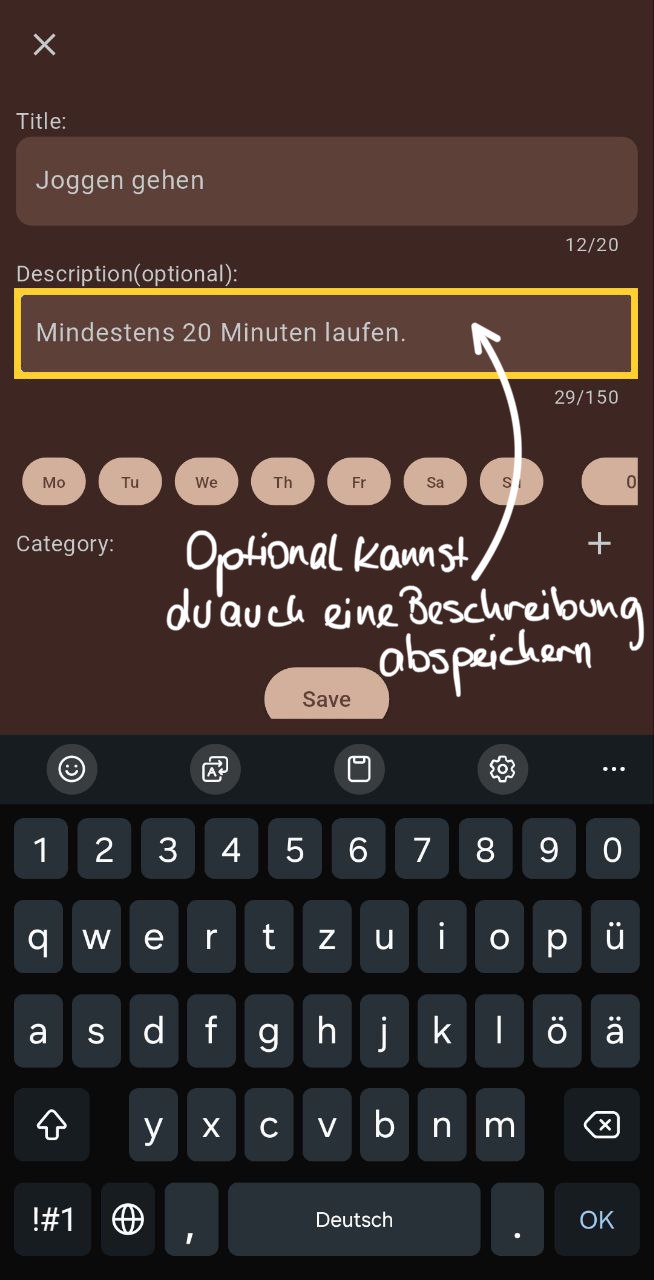 Title:
Joggen gehen
12/20
Description(optional):
Mindestens 20 Minuten laufen.
29/150
Mo Tu We Th Fr Sa Su 0
Category: +
Optional kannst
du auch eine Beschreibung
abspeichern
Save
1 2 3 4 5 6 7 8 9 0
q w e r t z u i o p ü
a s d f g h j k l ö ä
y x c v b n m
!#1 , Deutsch . OK